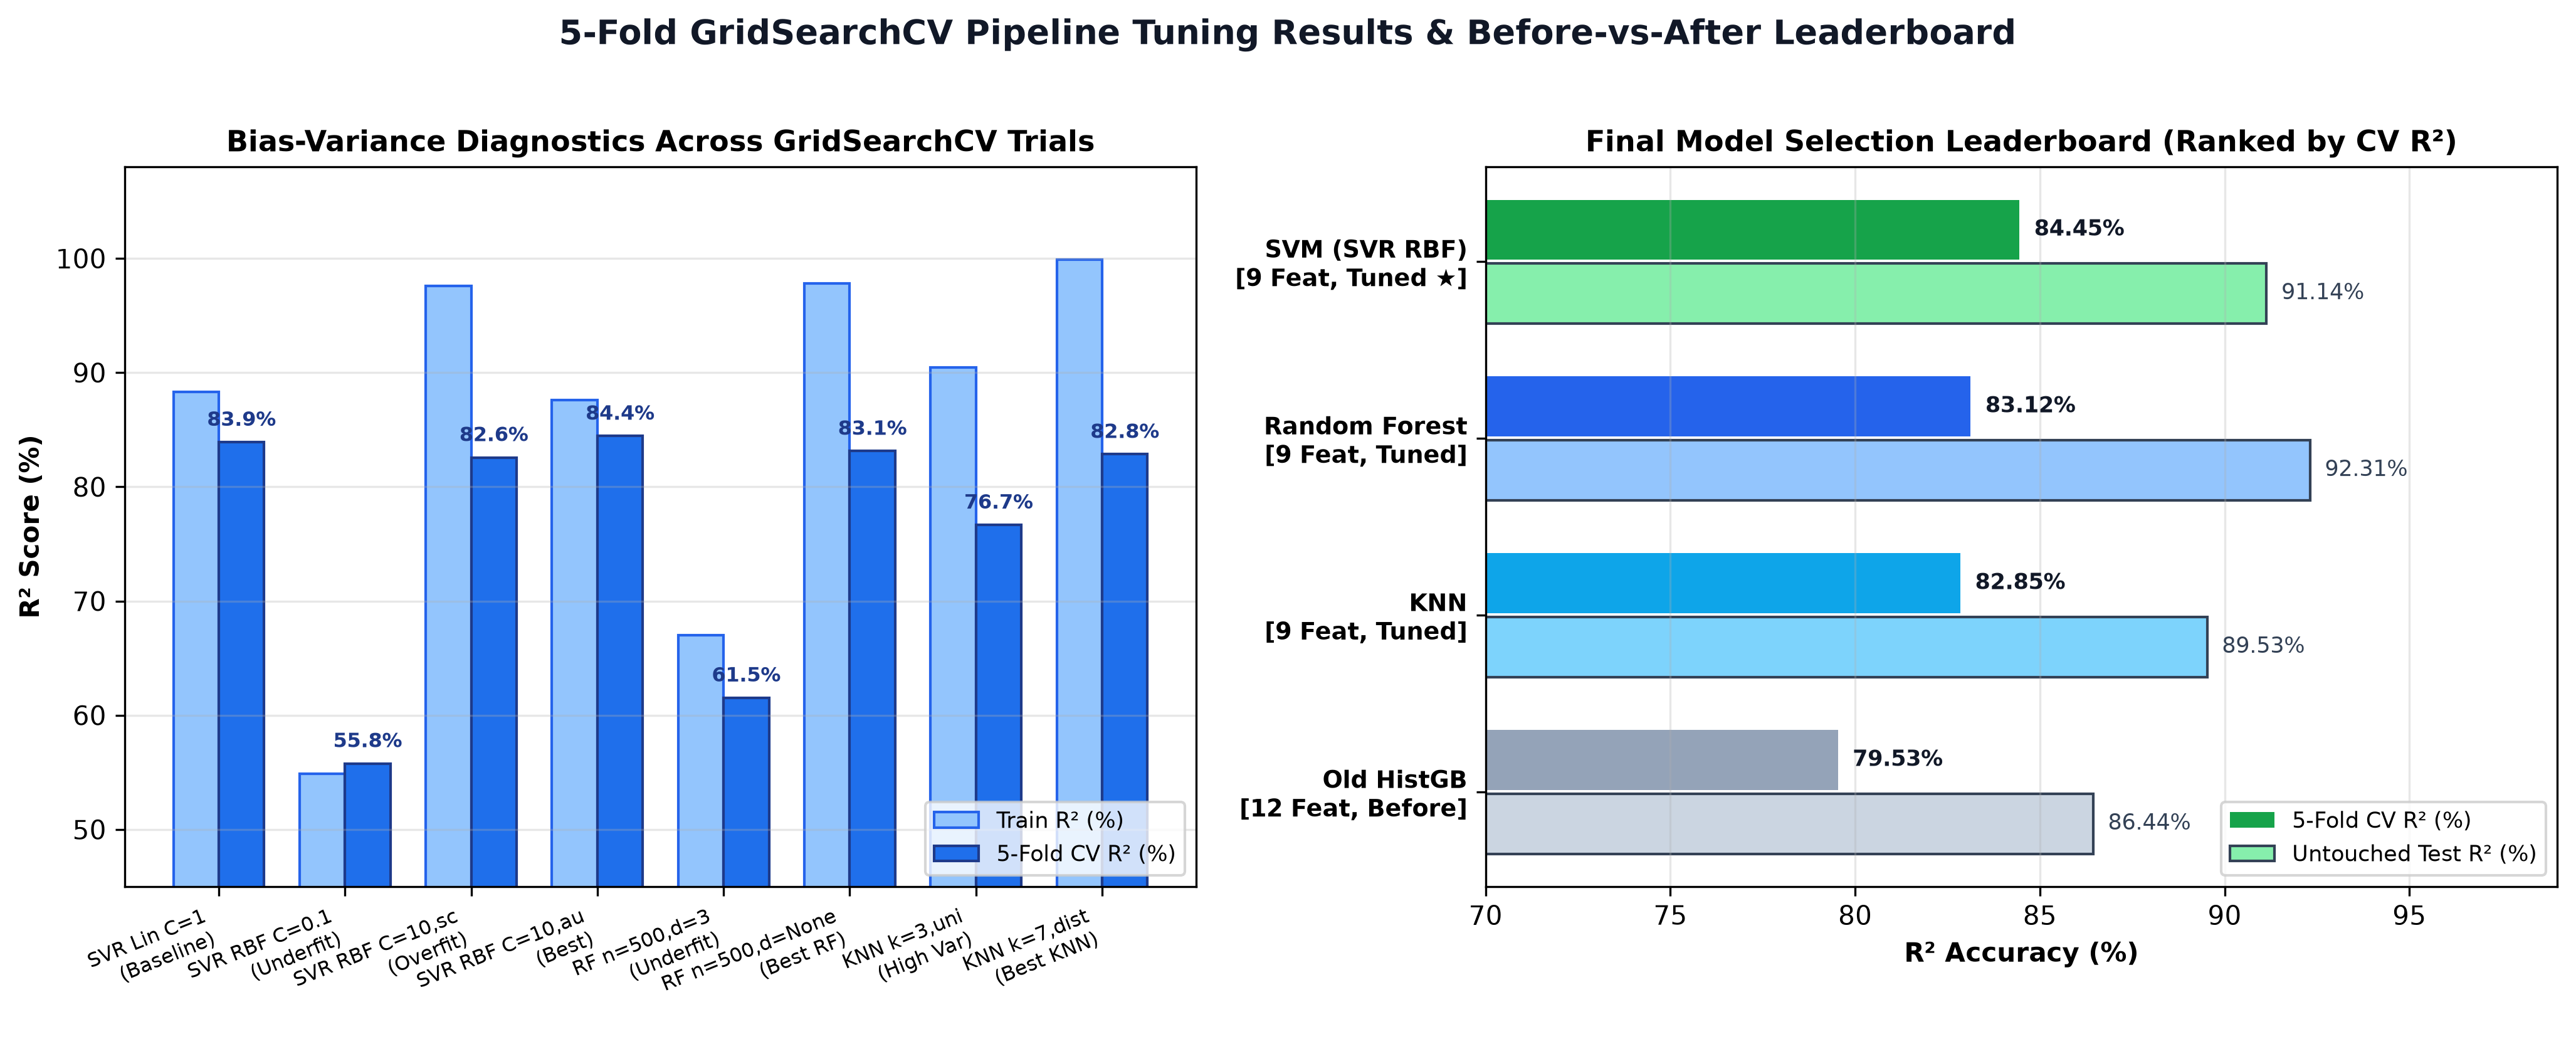 5-Fold GridSearchCV Pipeline Tuning Results & Before-vs-After Leaderboard
Bias-Variance Diagnostics Across GridSearchCV Trials
R² Score (%)
100
90
80
70
60
50
83.9%
55.8%
82.6%
84.4%
61.5%
83.1%
76.7%
82.8%
Train R² (%)
5-Fold CV R² (%)
SVR Lin C=1
(Baseline)
SVR RBF C=0.1
(Underfit)
SVR RBF C=10,sc
(Overfit)
SVR RBF C=10,au
(Best)
RF n=500,d=3
(Underfit)
RF n=500,d=None
(Best RF)
KNN k=3,uni
(High Var)
KNN k=7,dist
(Best KNN)
Final Model Selection Leaderboard (Ranked by CV R²)
SVM (SVR RBF)
[9 Feat, Tuned ★]
84.45%
91.14%
Random Forest
[9 Feat, Tuned]
83.12%
92.31%
KNN
[9 Feat, Tuned]
82.85%
89.53%
Old HistGB
[12 Feat, Before]
79.53%
86.44%
5-Fold CV R² (%)
Untouched Test R² (%)
70
75
80
85
90
95
R² Accuracy (%)